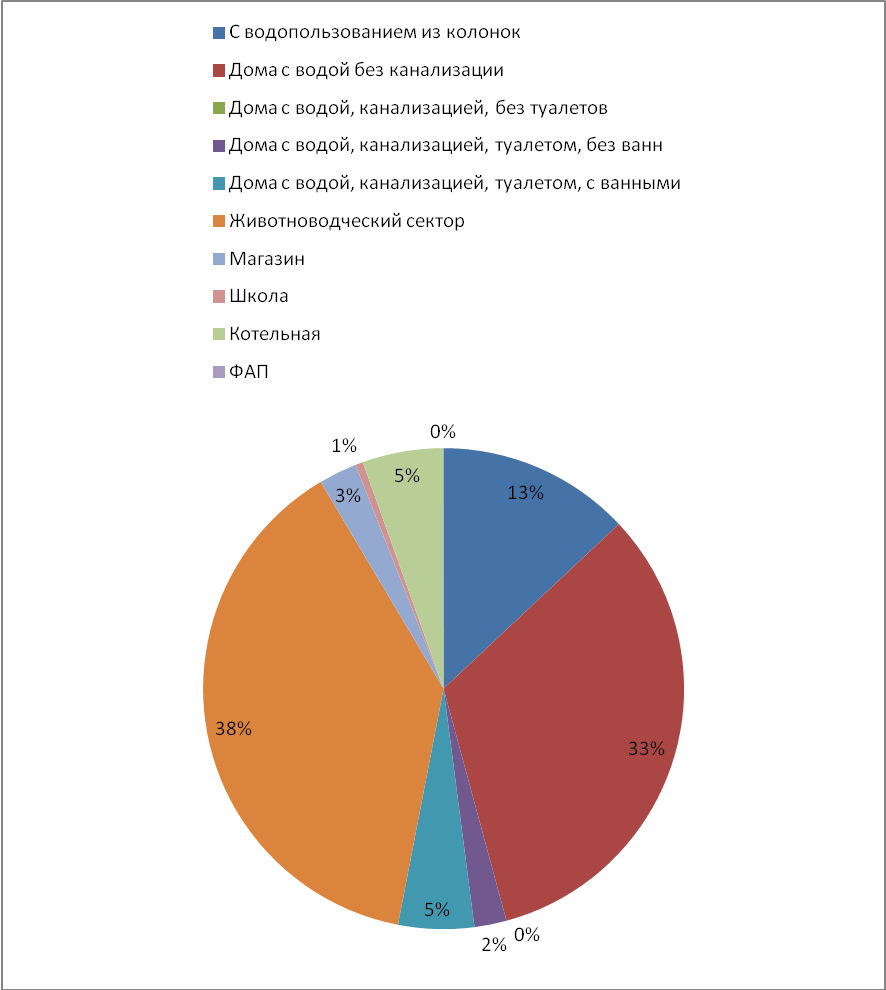 С водопользованием из колонок
Дома с водой без канализации
Дома с водой, канализацией, без туалетов
Дома с водой, канализацией, туалетом, без ванн
Дома с водой, канализацией, туалетом, с ванными
Животноводческий сектор
Магазин
Школа
Котельная
ФАП
0%
1%
5%
13%
3%
38%
33%
5%
0%
2%